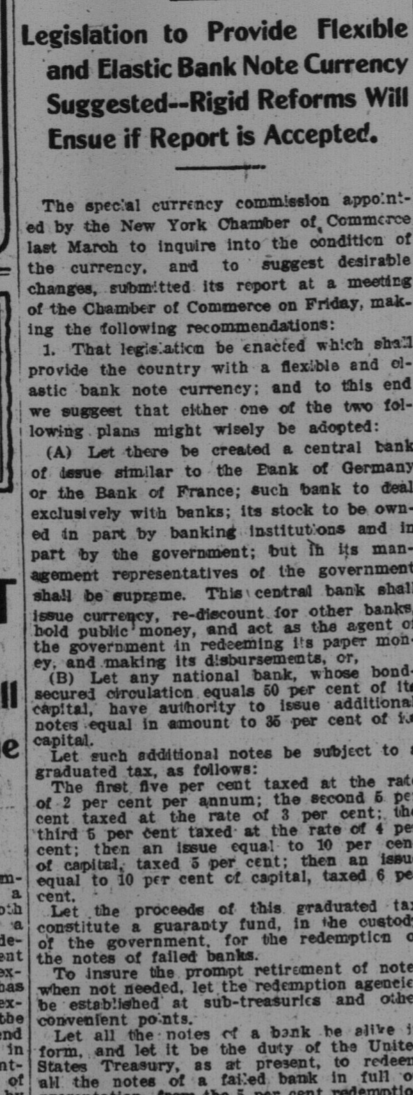 Legislation to Provide Flexible
and Elastic Bank Note Currency
Suggested--Rigid Reforms Will
Ensue if Report is Accepted.
The special currency commission appoint-
ed by the New York Chamber of Commerce
last March to inquire into the condition of
the currency, and to suggest desirable
changes, submitted its report at a meeting
of the Chamber of Commerce on Friday, mak-
ing the following recommendations:
1. That legislation be enacted which shall
provide the country with a flexible and el-
astic bank note currency; and to this end
we suggest that either one of the two fol-
lowing plans might wisely be adopted:
(A) Let there be created a central bank
of issue similar to the Bank of Germany
or the Bank of France; such bank to deal
exclusively with banks; its stock to be own-
ed in part by banking institutions and in
part by the government; but in its man-
agement representatives of the government
shall be supreme. This central bank shall
issue currency, re-discount for other banks,
hold public money, and act as the agent of
the government in redeeming its paper mon-
ey, and making its disbursements, or,
(B) Let any national bank, whose bond-
secured circulation equals 50 per cent of its
capital, have authority to issue additional
notes equal in amount to 35 per cent of its
capital.
Let such additional notes be subject to a
graduated tax, as follows:
The first five per cent taxed at the rate
of 2 per cent per annum; the second 5 pe
cent taxed at the rate of 3 per cent; the
third 5 per cent taxed at the rate of 4 pe
cent; then an issue equal to 10 per cen
of capital, taxed 5 per cent; then an issu
equal to 10 per cent of capital, taxed 6 pe
cent.
Let the proceeds of this graduated tax
constitute a guaranty fund, in the custod
of the government, for the redemption o
the notes of failed banks.
To insure the prompt retirement of note
when not needed, let the redemption agencie
be established at sub-treasuries and othe
convenient points.
Let all the notes of a bank be alike i
form, and let it be the duty of the Unite
States Treasury, as at present, to redeem
all the notes of a failed bank in full o